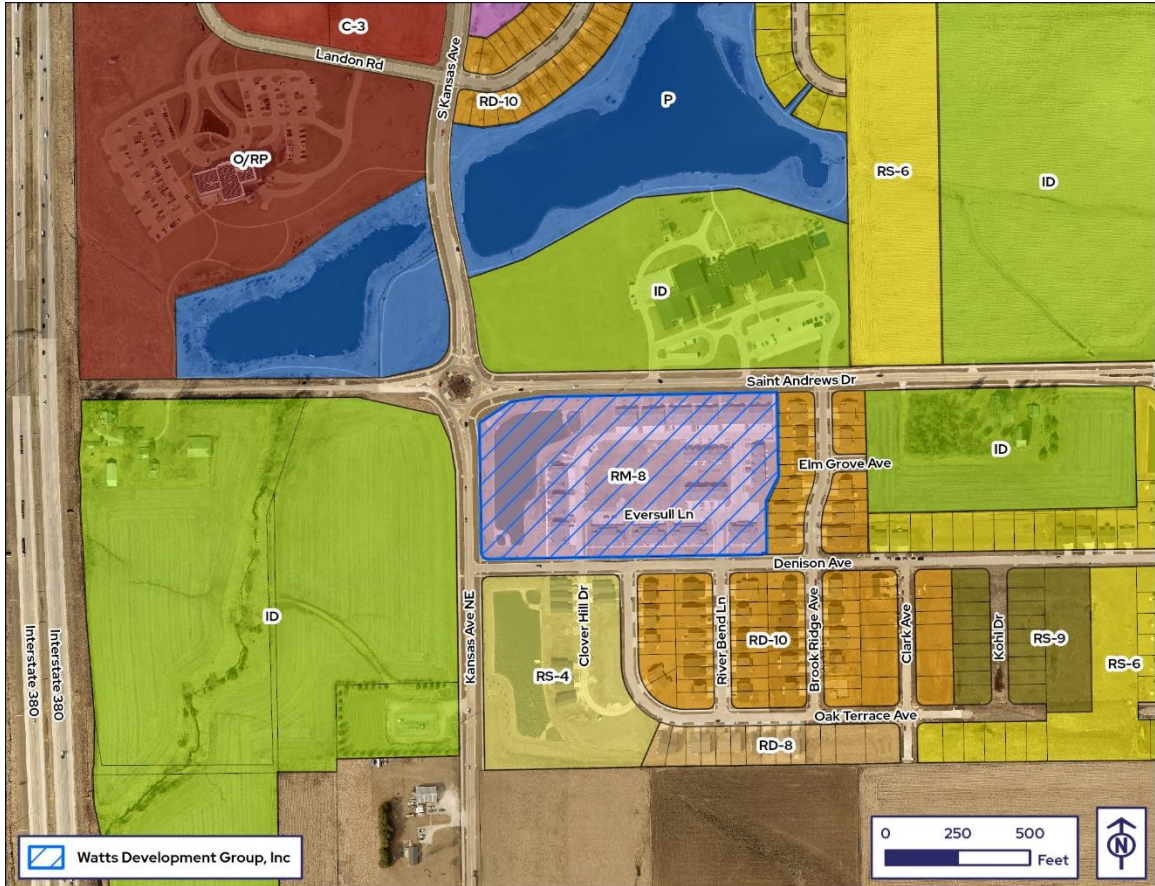 C-3
Landon Rd
S Kansas Ave
RD-10
P
O/RP
RS-6
ID
ID
Saint Andrews Dr
RM-8
Elm Grove Ave
ID
Eversull Ln
Denison Ave
ID
Interstate 380
Interstate 380
Kansas Ave NE
Clover Hill Dr
RS-4
River Bend Ln
RD-10
Brook Ridge Ave
Clark Ave
Kohl Dr
RS-9
RS-6
Oak Terrace Ave
RD-8
Watts Development Group, Inc
0 250 500
Feet
N